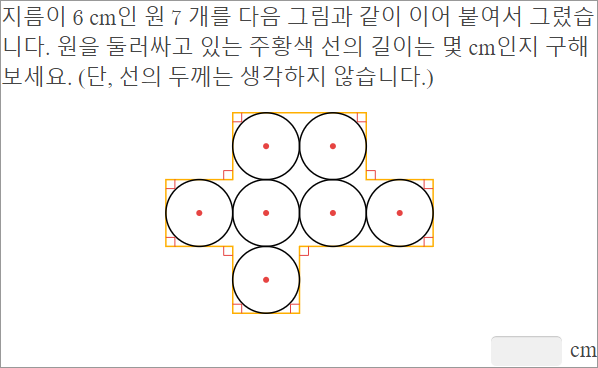 지름이 6 cm인 원 7 개를 다음 그림과 같이 이어 붙여서 그렸습
니다. 원을 둘러싸고 있는 주황색 선의 길이는 몇 cm인지 구해
보세요. (단, 선의 두께는 생각하지 않습니다.)
cm